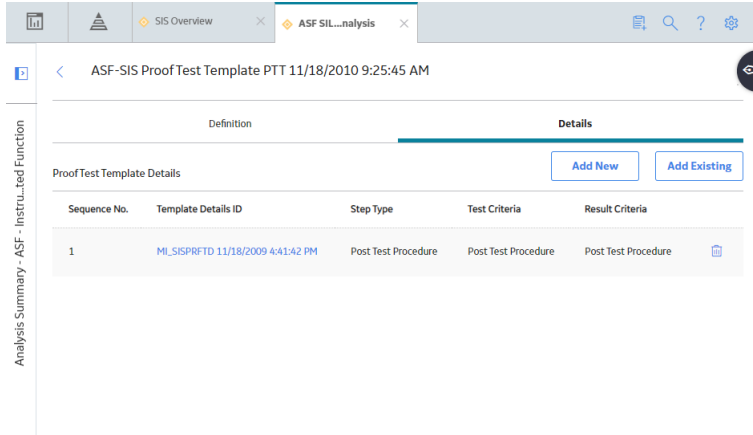 SIS Overview
ASF SIL...nalysis
?
ASF-SIS Proof Test Template PTT 11/18/2010 9:25:45 AM
Definition
Details
Proof Test Template Details
Add New
Add Existing
Sequence No. Template Details ID Step Type Test Criteria Result Criteria
1 MI_SISPRFTD 11/18/2009 4:41:42 PM Post Test Procedure Post Test Procedure Post Test Procedure
Analysis Summary - ASF - Instru...ted Function